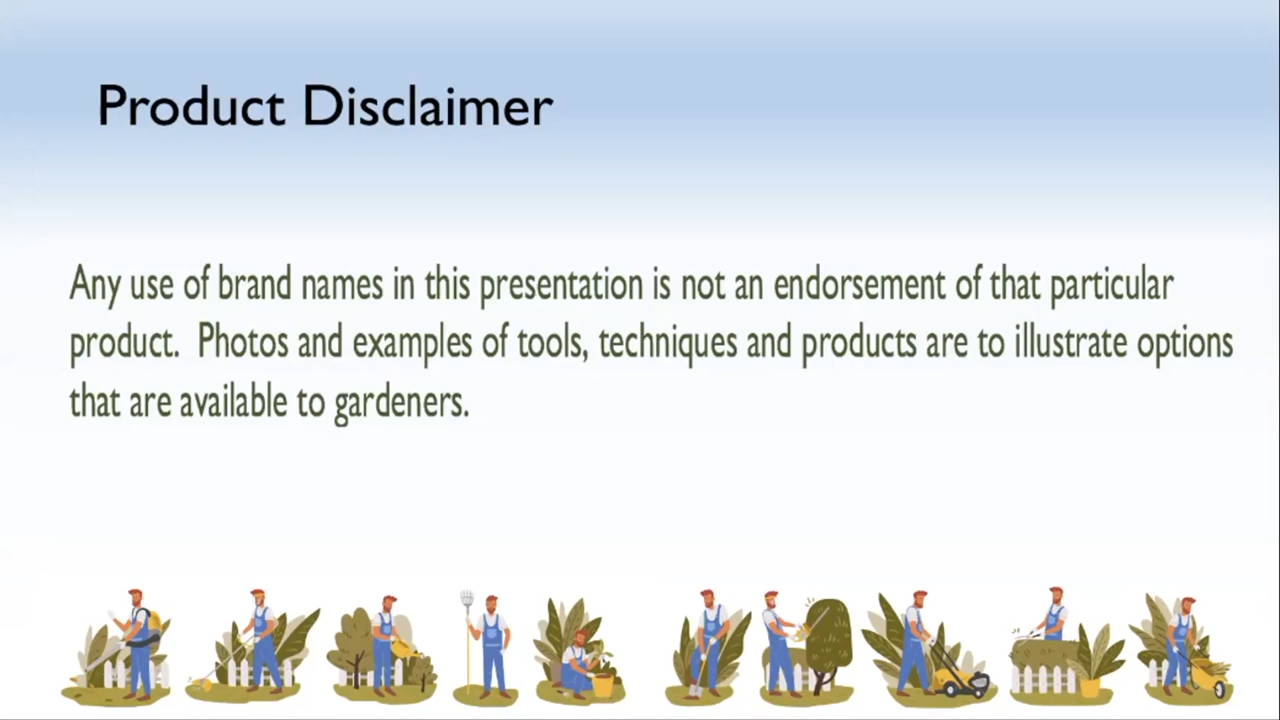 Product Disclaimer
Any use of brand names in this presentation is not an endorsement of that particular
product.  Photos and examples of tools, techniques and products are to illustrate options
that are available to gardeners.